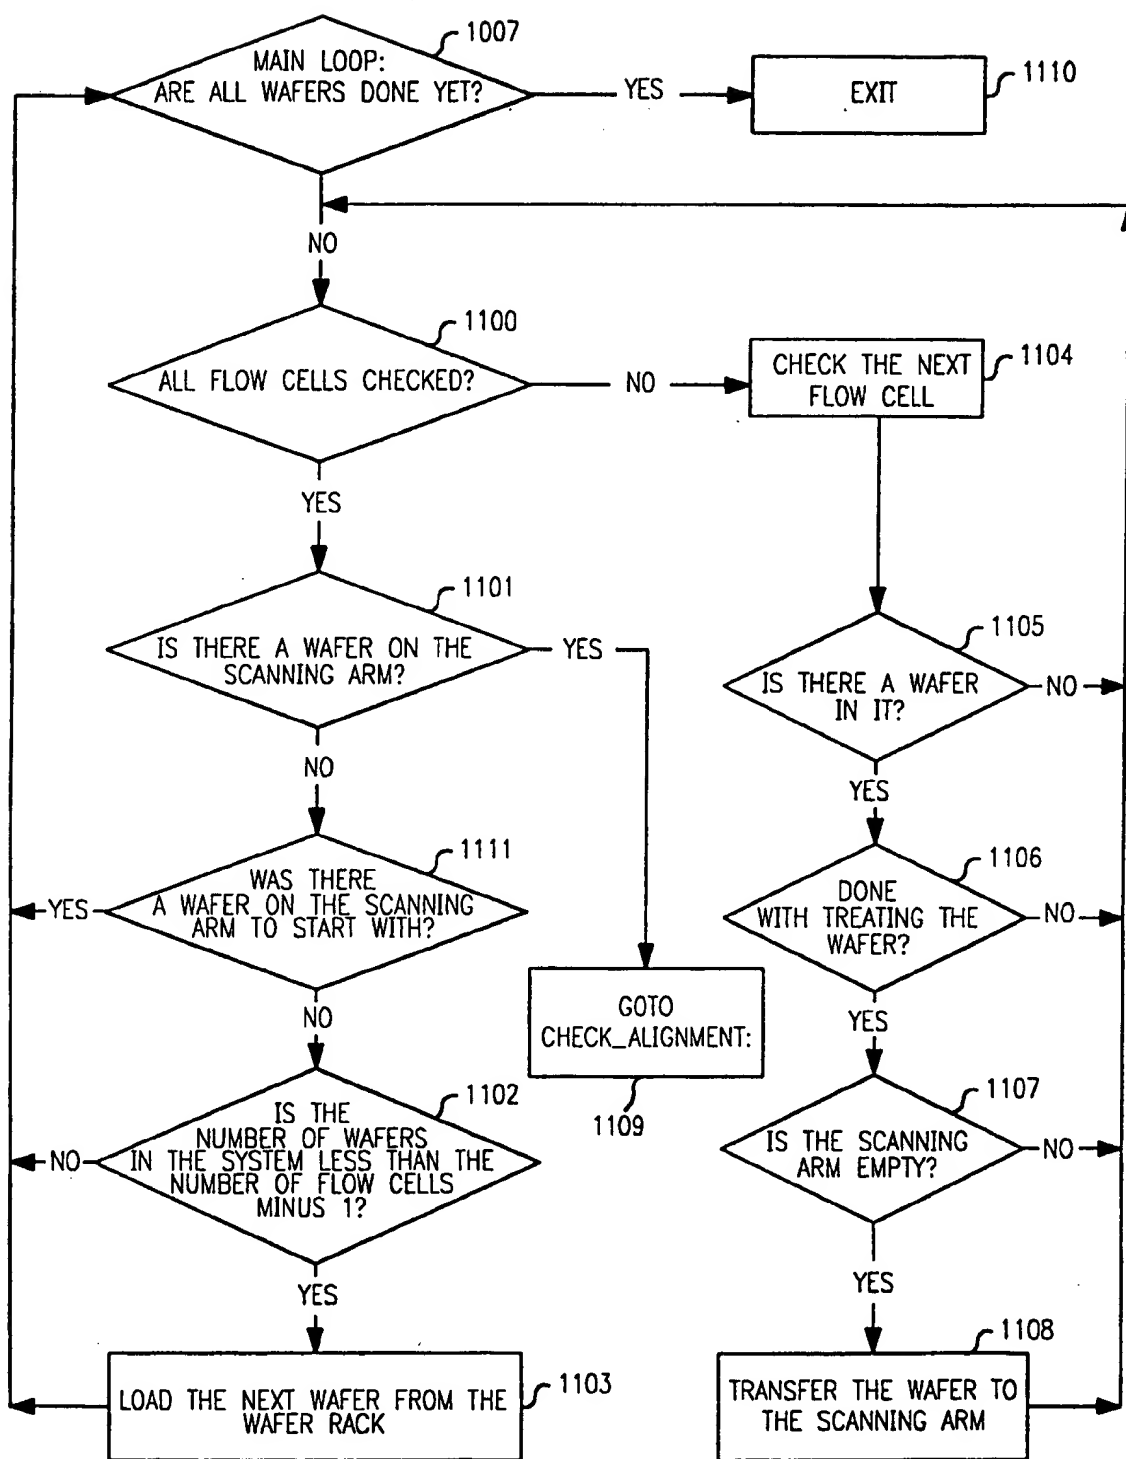 1007
MAIN LOOP:
ARE ALL WAFERS DONE YET?
YES
EXIT
1110
NO
1100
ALL FLOW CELLS CHECKED?
NO
CHECK THE NEXT
FLOW CELL
1104
YES
1101
IS THERE A WAFER ON THE
SCANNING ARM?
YES
1105
IS THERE A WAFER
IN IT?
NO
NO
YES
1111
WAS THERE
A WAFER ON THE SCANNING
ARM TO START WITH?
YES
1106
DONE
WITH TREATING THE
WAFER?
NO
NO
GOTO
CHECK_ALIGNMENT:
1109
YES
1102
IS THE
NUMBER OF WAFERS
IN THE SYSTEM LESS THAN THE
NUMBER OF FLOW CELLS
MINUS 1?
NO
1107
IS THE SCANNING
ARM EMPTY?
NO
YES
YES
1103
LOAD THE NEXT WAFER FROM THE
WAFER RACK
1108
TRANSFER THE WAFER TO
THE SCANNING ARM